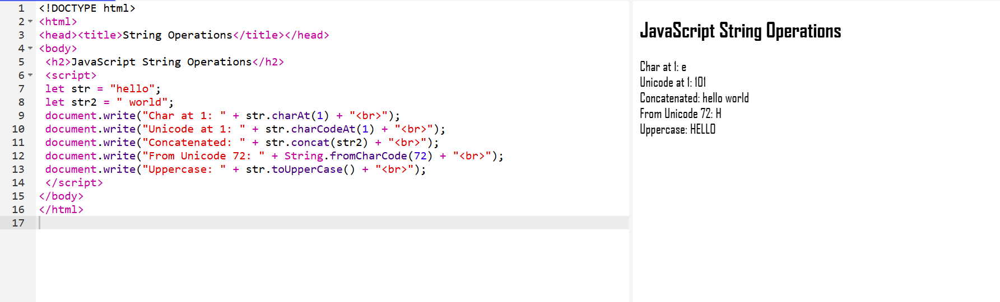 1 <!DOCTYPE html>
2 <html>
3 <head><title>String Operations</title></head>
4 <body>
5 <h2>JavaScript String Operations</h2>
6 <script>
7 let str = "hello";
8 let str2 = " world";
9 document.write("Char at 1: " + str.charAt(1) + "<br>");
10 document.write("Unicode at 1: " + str.charCodeAt(1) + "<br>");
11 document.write("Concatenated: " + str.concat(str2) + "<br>");
12 document.write("From Unicode 72: " + String.fromCharCode(72) + "<br>");
13 document.write("Uppercase: " + str.toUpperCase() + "<br>");
14 </script>
15 </body>
16 </html>
17
JavaScript String Operations
Char at 1: e
Unicode at 1: 101
Concatenated: hello world
From Unicode 72: H
Uppercase: HELLO